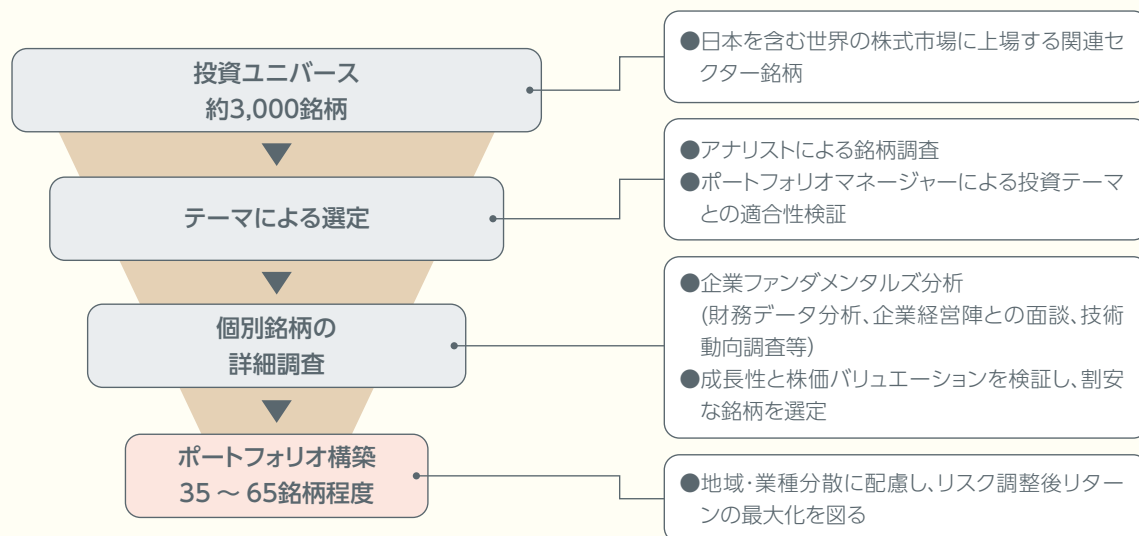 投資ユニバース
約3,000銘柄
●日本を含む世界の株式市場に上場する関連セ
クター銘柄
テーマによる選定
●アナリストによる銘柄調査
●ポートフォリオマネージャーによる投資テーマ
との適合性検証
個別銘柄の
詳細調査
●企業ファンダメンタルズ分析
(財務データ分析、企業経営陣との面談、技術
動向調査等)
●成長性と株価バリュエーションを検証し、割安
な銘柄を選定
ポートフォリオ構築
35 ～ 65銘柄程度
●地域・業種分散に配慮し、リスク調整後リター
ンの最大化を図る